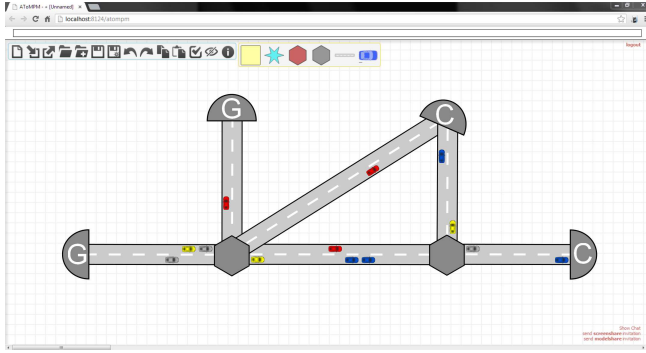 AToMPM - [Unnamed]
localhost:8124/atompm
logout
G
C
G
C
Show Chat
send screenshare invitation
send modelshare invitation